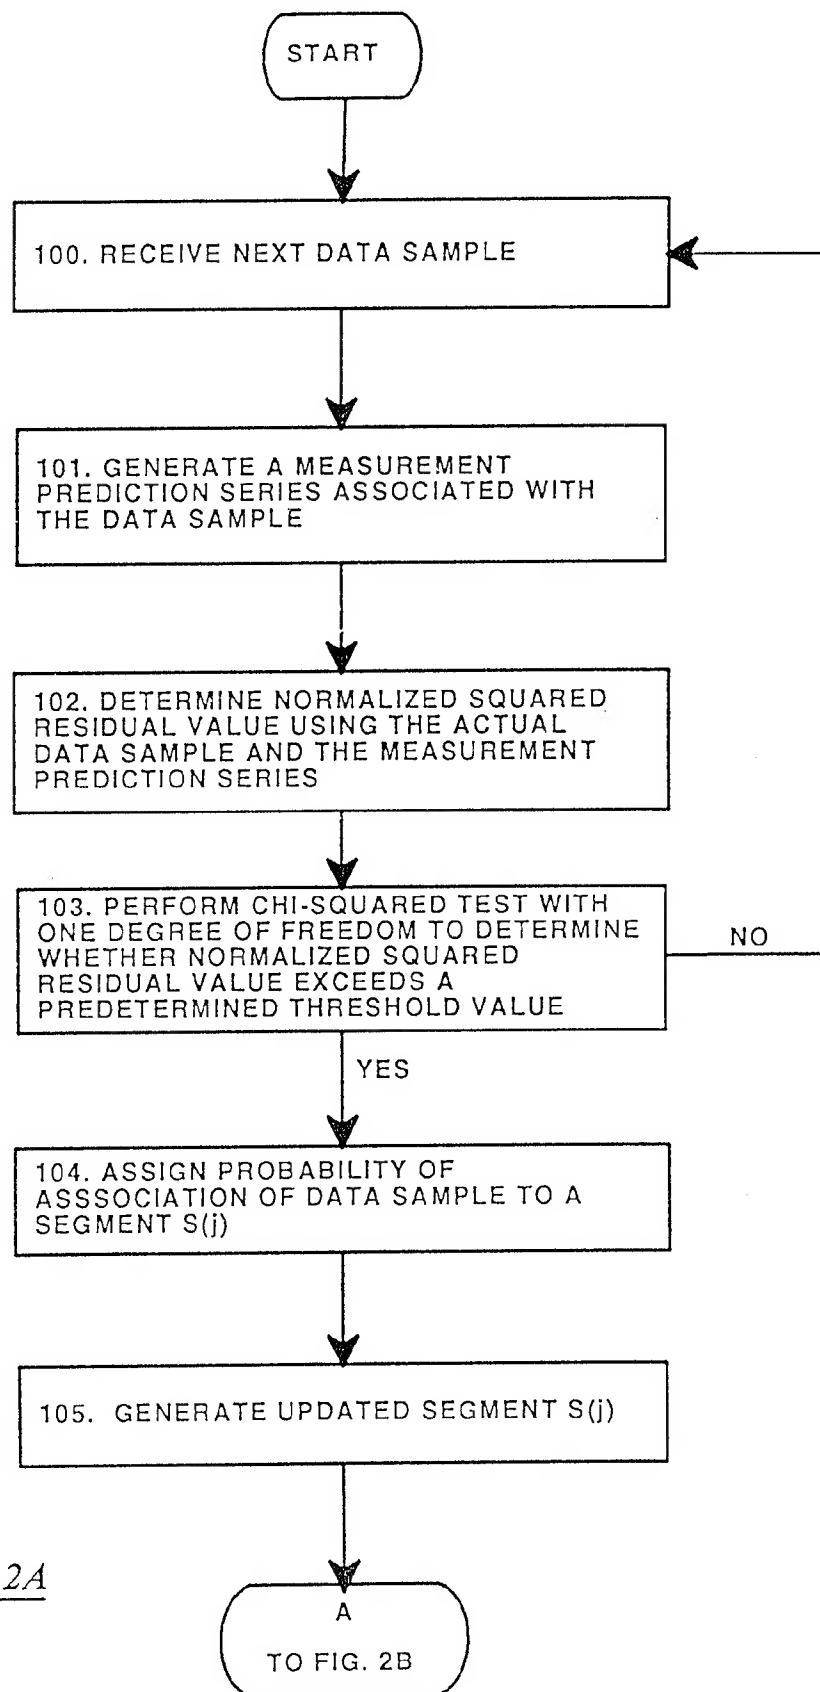 START
100. RECEIVE NEXT DATA SAMPLE
101. GENERATE A MEASUREMENT
PREDICTION SERIES ASSOCIATED WITH
THE DATA SAMPLE
102. DETERMINE NORMALIZED SQUARED
RESIDUAL VALUE USING THE ACTUAL
DATA SAMPLE AND THE MEASUREMENT
PREDICTION SERIES
103. PERFORM CHI-SQUARED TEST WITH
ONE DEGREE OF FREEDOM TO DETERMINE
WHETHER NORMALIZED SQUARED
RESIDUAL VALUE EXCEEDS A
PREDETERMINED THRESHOLD VALUE
NO
YES
104. ASSIGN PROBABILITY OF
ASSSOCIATION OF DATA SAMPLE TO A
SEGMENT S(j)
105. GENERATE UPDATED SEGMENT S(j)
2A
A
TO FIG. 2B